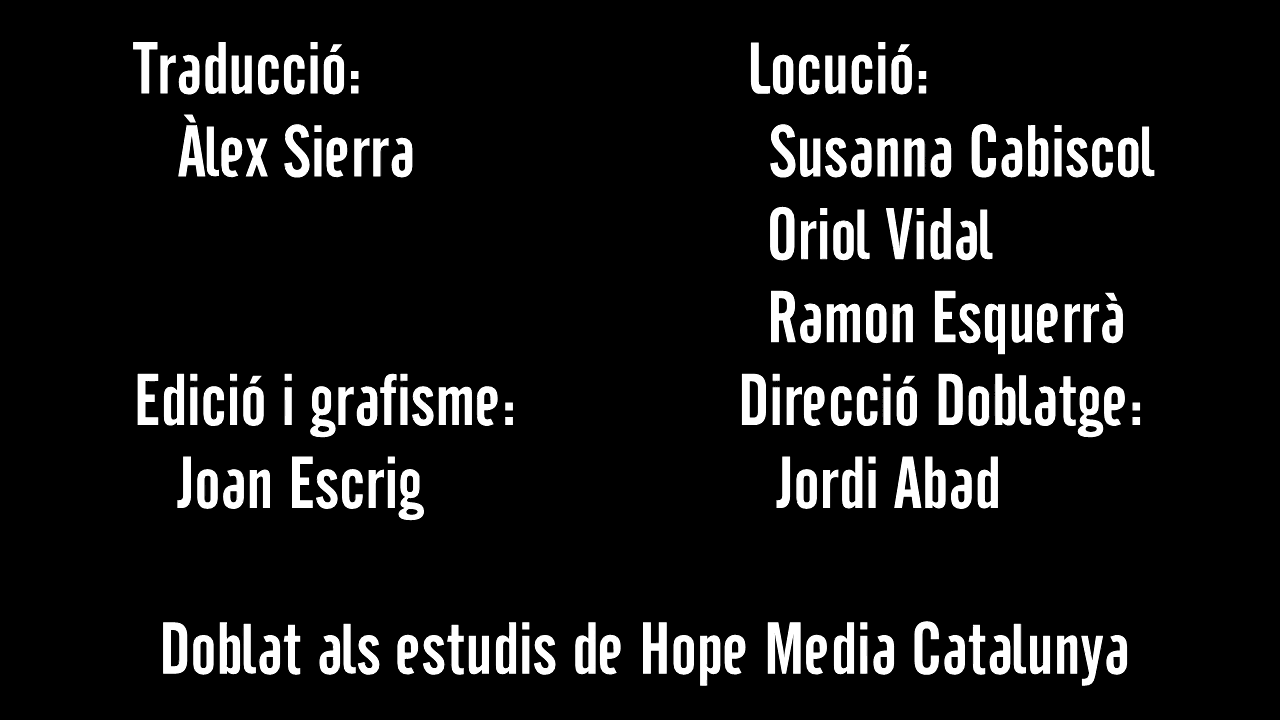 Traducció:
Àlex Sierra
Locució:
Susanna Cabiscol
Oriol Vidal
Ramon Esquerrà
Edició i grafisme:
Joan Escrig
Direcció Doblatge:
Jordi Abad
Doblat als estudis de Hope Media Catalunya